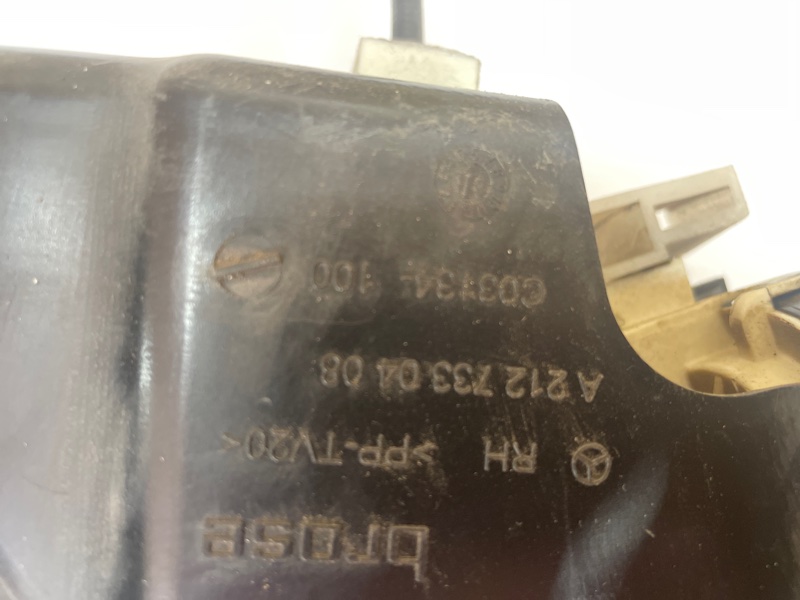 brose
RH >PP-TV20<
A 212 733 04 08
C03134- 100